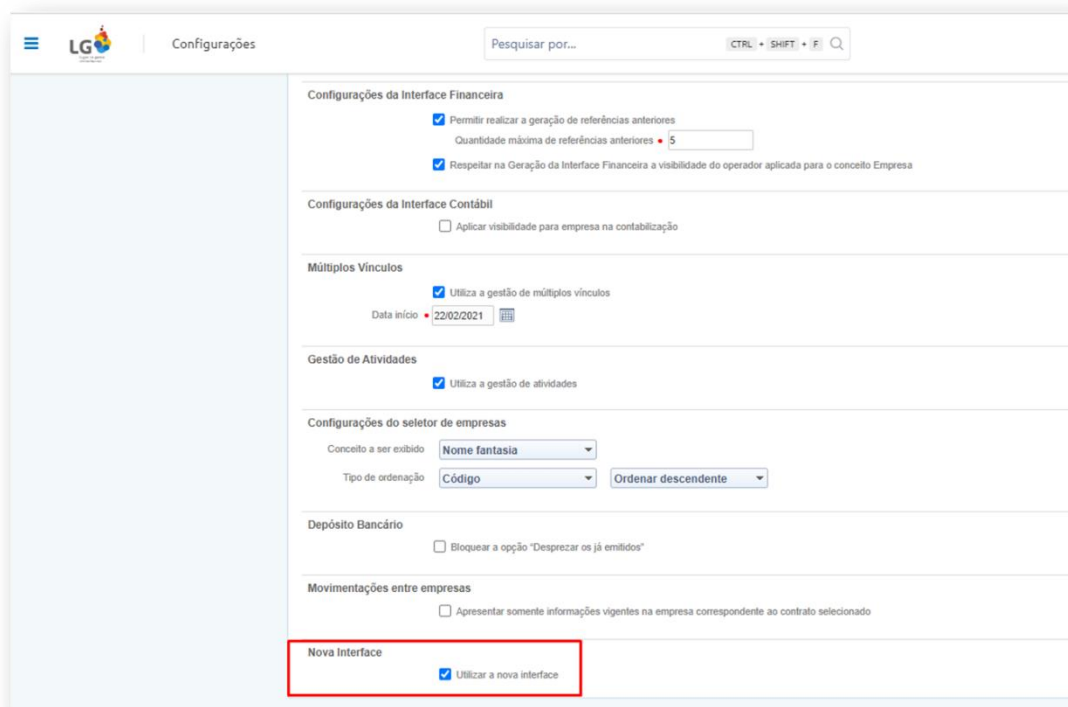 LG
Configurações
Pesquisar por...
CTRL + SHIFT + F
Configurações da Interface Financeira
Permitir realizar a geração de referências anteriores
Quantidade máxima de referências anteriores • 5
Respeitar na Geração da Interface Financeira a visibilidade do operador aplicada para o conceito Empresa
Configurações da Interface Contábil
Aplicar visibilidade para empresa na contabilização
Múltiplos Vínculos
Utiliza a gestão de múltiplos vínculos
Data início • 22/02/2021
Gestão de Atividades
Utiliza a gestão de atividades
Configurações do seletor de empresas
Conceito a ser exibido Nome fantasia
Tipo de ordenação Código Ordenar descendente
Depósito Bancário
Bloquear a opção "Desprezar os já emitidos"
Movimentações entre empresas
Apresentar somente informações vigentes na empresa correspondente ao contrato selecionado
Nova Interface
Utilizar a nova interface